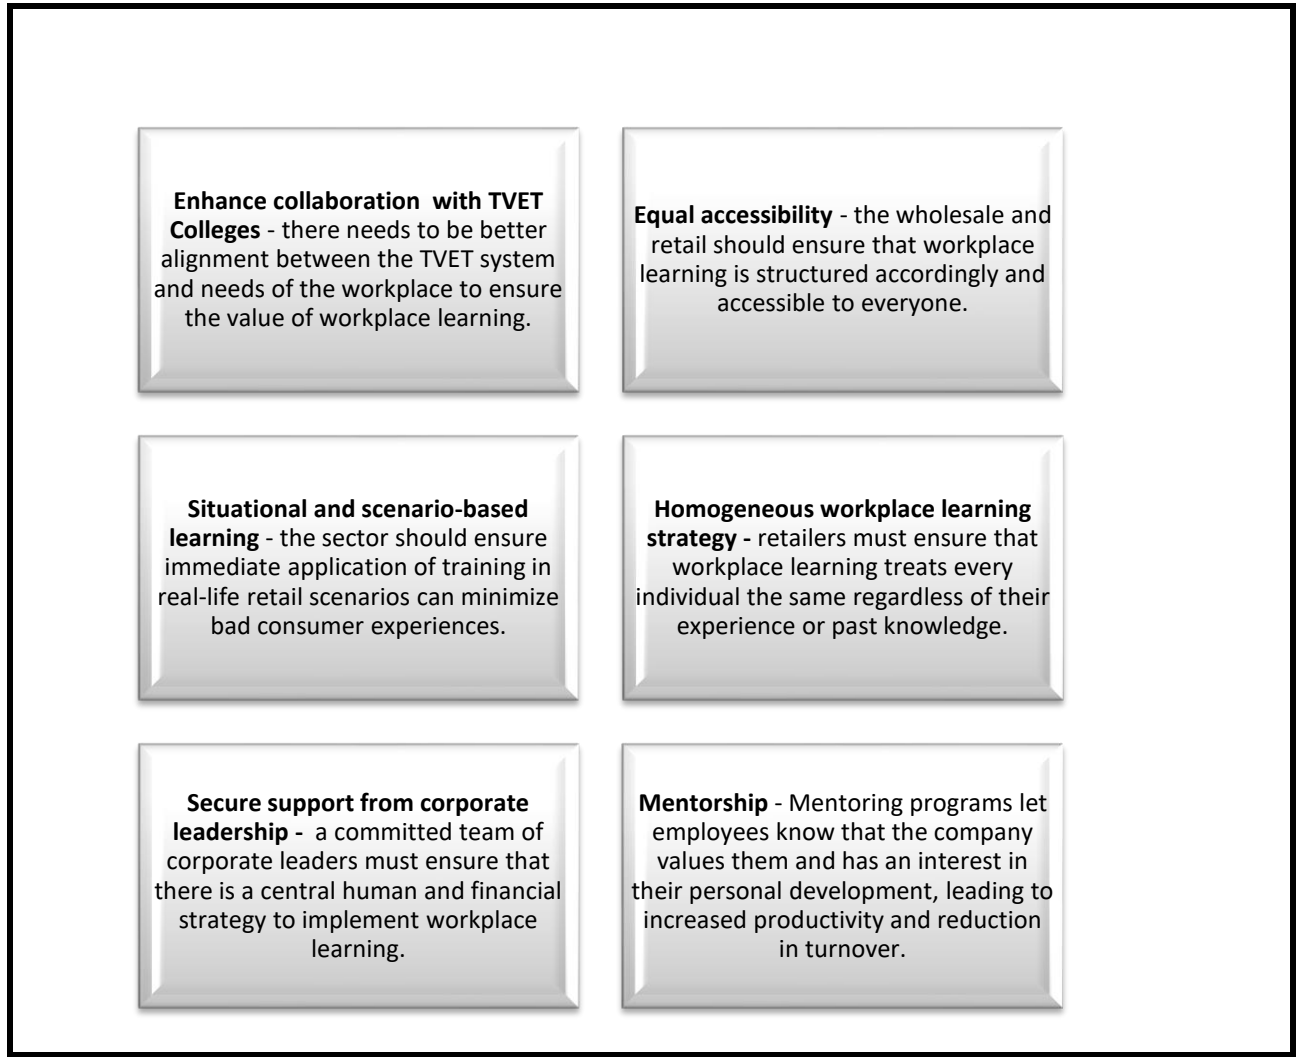 Enhance collaboration  with TVET
Colleges - there needs to be better
alignment between the TVET system
and needs of the workplace to ensure
the value of workplace learning.
Equal accessibility - the wholesale and
retail should ensure that workplace
learning is structured accordingly and
accessible to everyone.
Situational and scenario-based
learning - the sector should ensure
immediate application of training in
real-life retail scenarios can minimize
bad consumer experiences.
Homogeneous workplace learning
strategy - retailers must ensure that
workplace learning treats every
individual the same regardless of their
experience or past knowledge.
Secure support from corporate
leadership -  a committed team of
corporate leaders must ensure that
there is a central human and financial
strategy to implement workplace
learning.
Mentorship - Mentoring programs let
employees know that the company
values them and has an interest in
their personal development, leading to
increased productivity and reduction
in turnover.